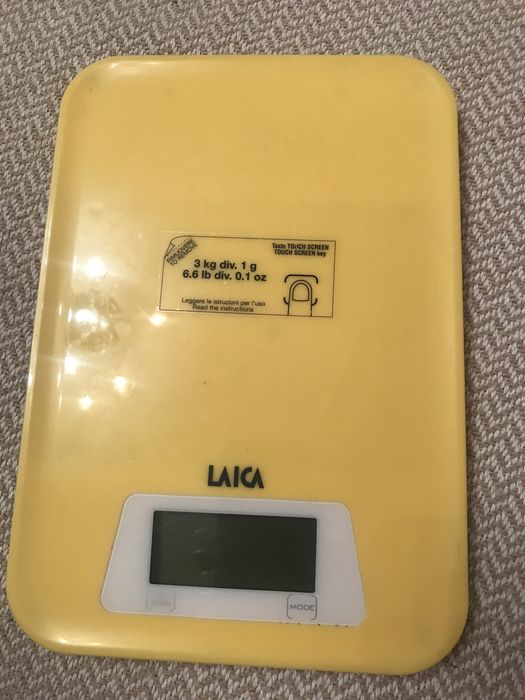 RIMUOVERE
TO REMOVE
Tasto TOUCH SCREEN
TOUCH SCREEN key
3 kg div. 1 g
6.6 lb div. 0.1 oz
Leggere le istruzioni per l'uso
Read the instructions
LAICA
MODE